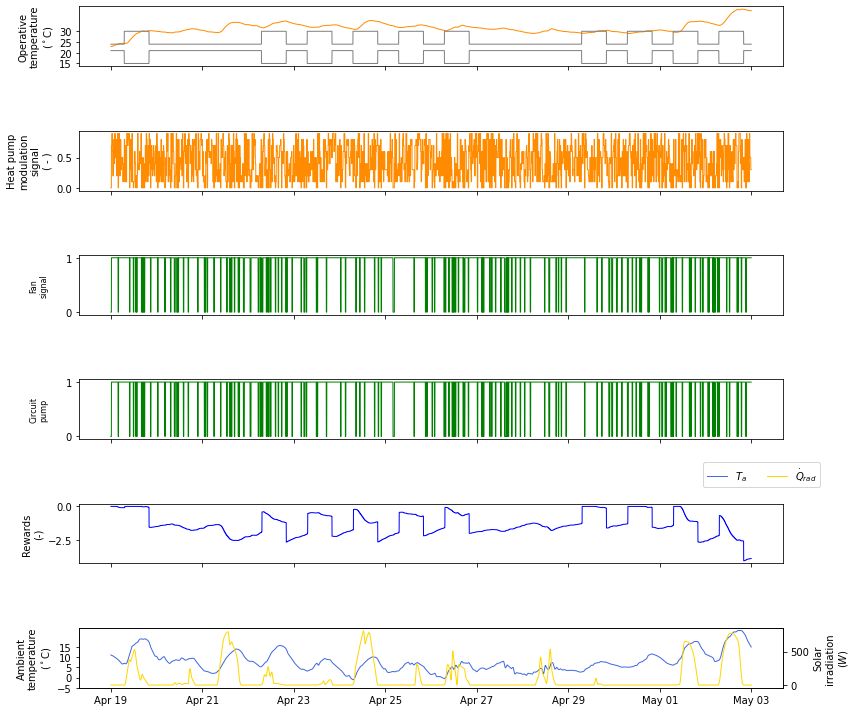 Operative
temperature
(°C)
30
25
20
15
Heat pump
modulation
signal
( - )
0.5
0.0
Fan
signal
1
0
Circuit
pump
1
0
T_a
Q̇_rad
Rewards
(-)
0.0
−2.5
Ambient
temperature
(°C)
15
10
5
0
−5
500
0
Solar
irradiation
(W)
Apr 19 Apr 21 Apr 23 Apr 25 Apr 27 Apr 29 May 01 May 03